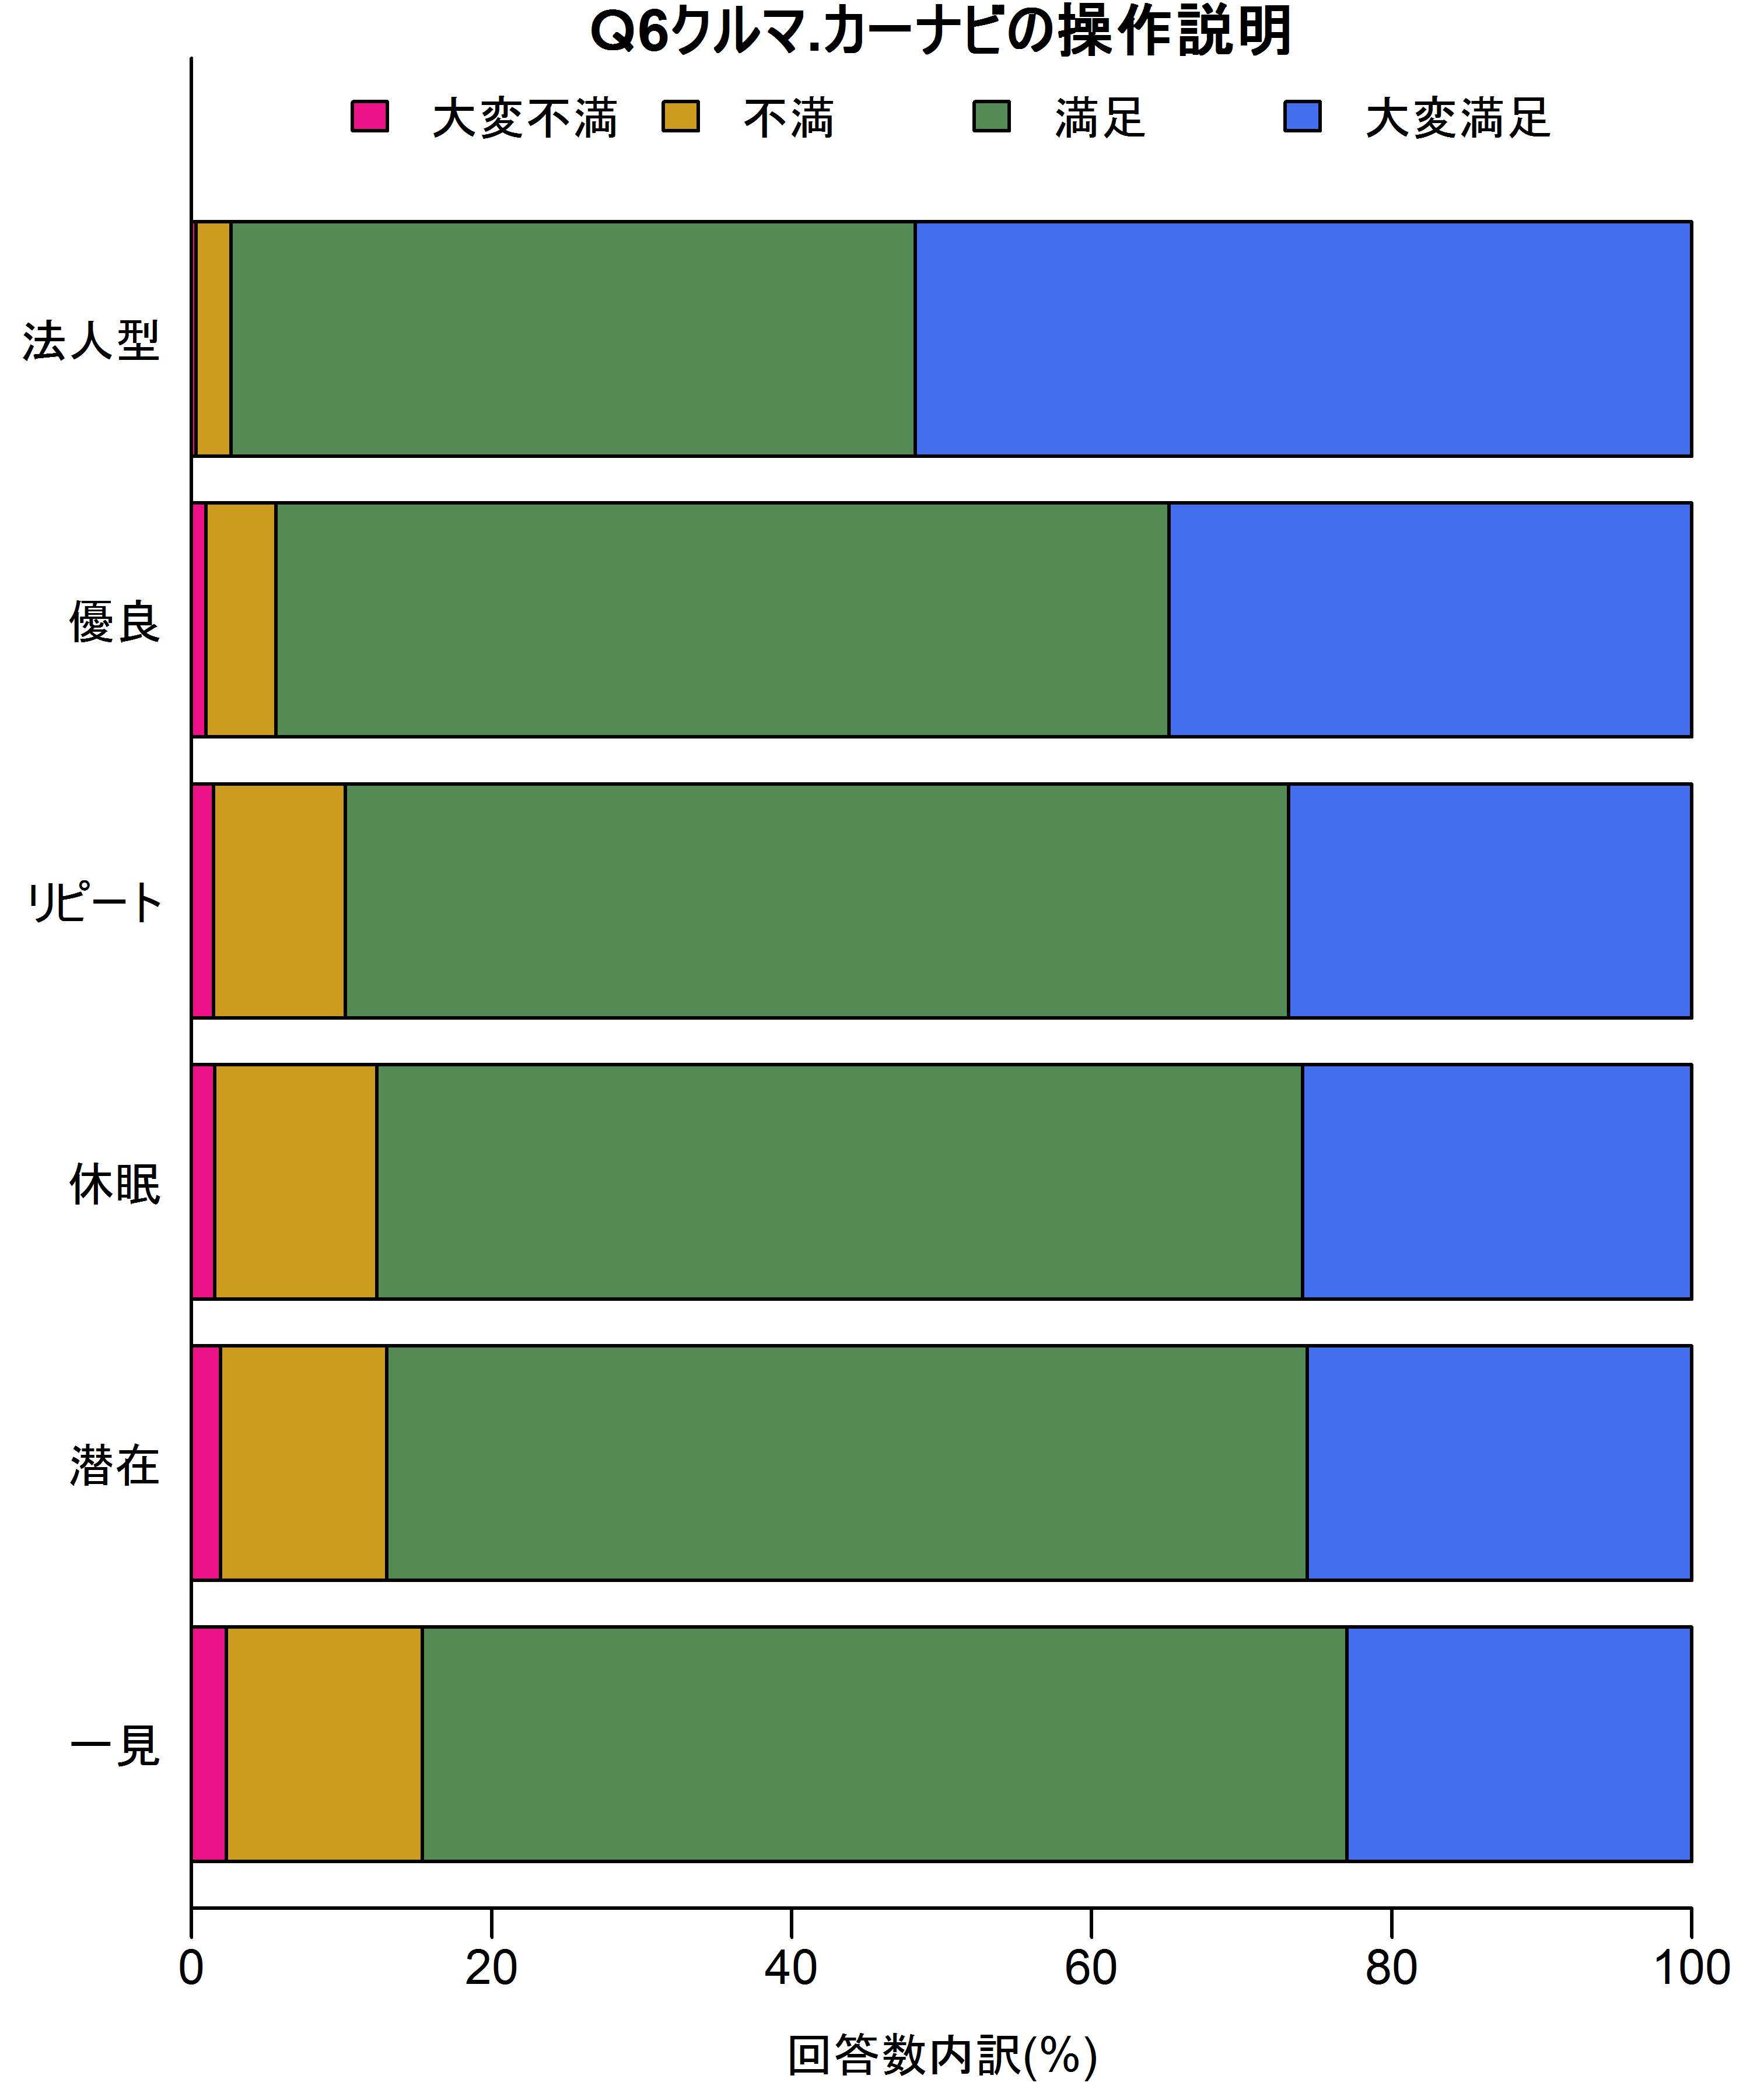 Q6クルマ.カーナビの操作説明
大変不満 不満 満足 大変満足
法人型
優良
リピート
休眠
潜在
一見
0 20 40 60 80 100
回答数内訳(%)